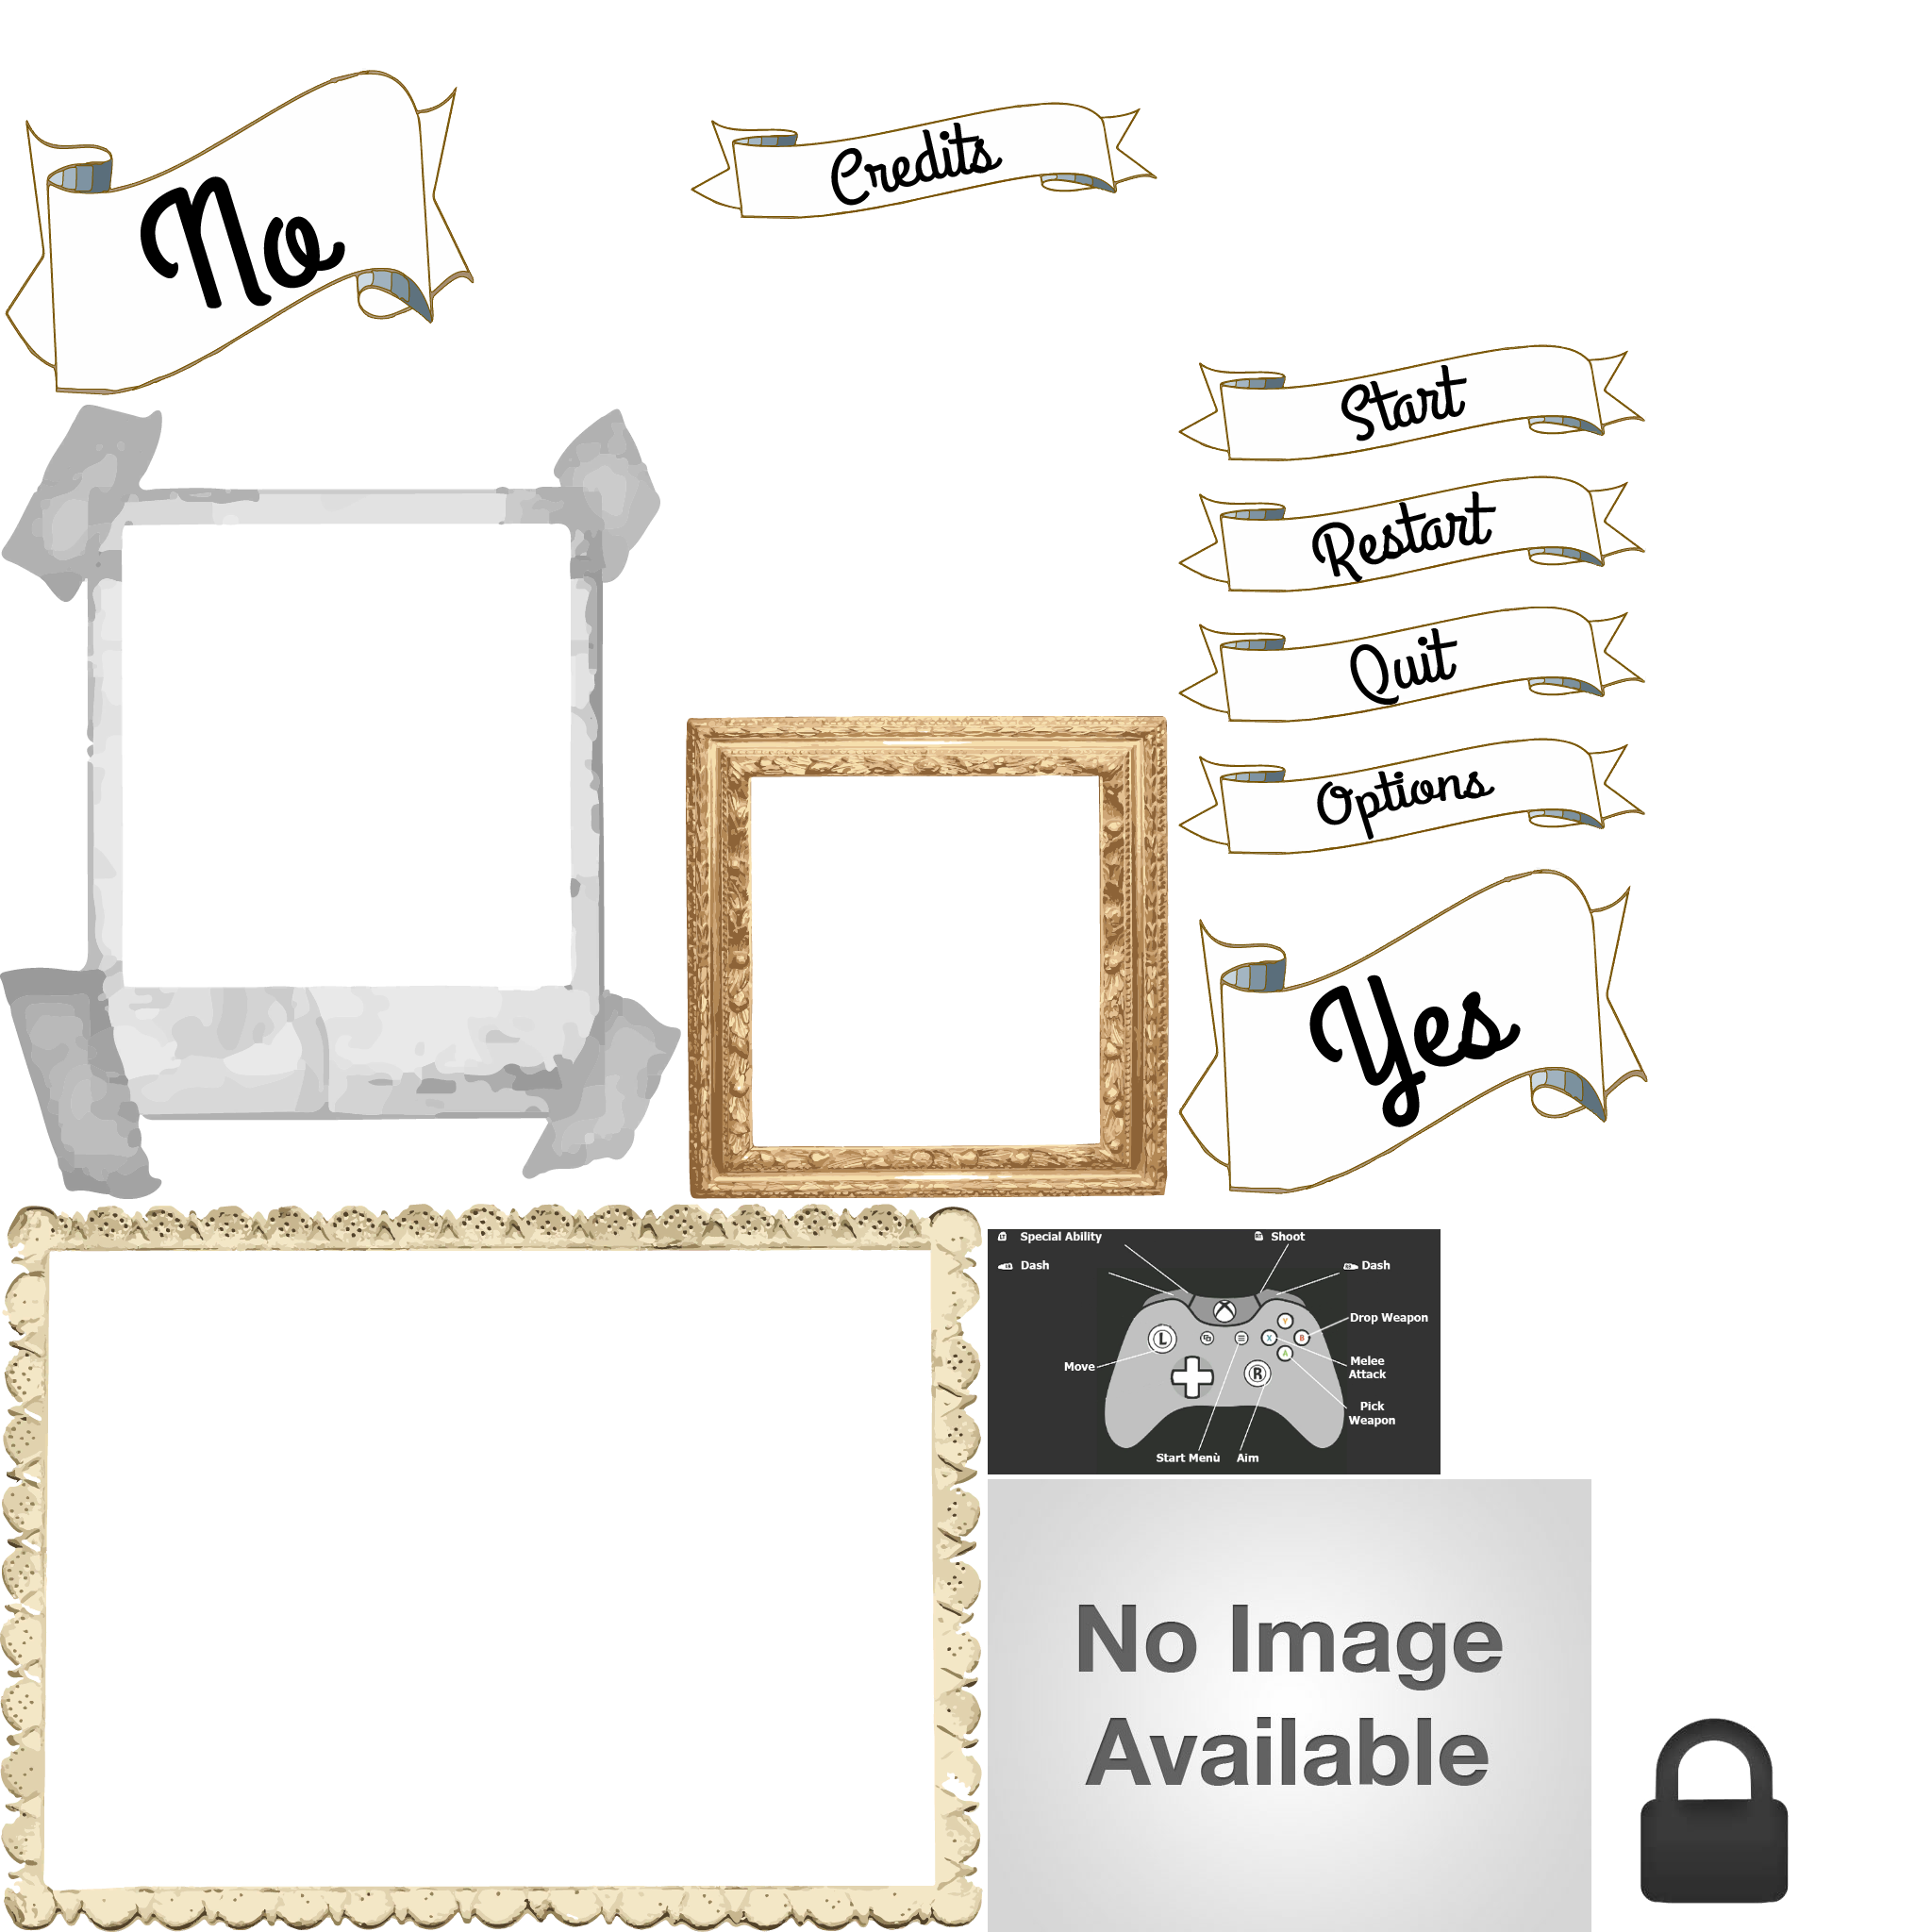 No
Credits
Start
Restart
Quit
Options
Yes
Special Ability
Shoot
Dash
Dash
Drop Weapon
Y
X
B
A
L
R
Move
Melee
Attack
Pick
Weapon
Start Menù
Aim
No Image
Available